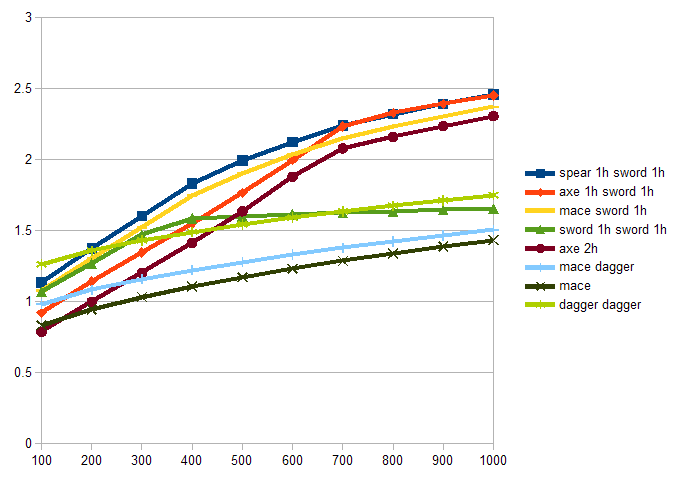 3
2.5
2
1.5
1
0.5
0
100 200 300 400 500 600 700 800 900 1000
spear 1h sword 1h
axe 1h sword 1h
mace sword 1h
sword 1h sword 1h
axe 2h
mace dagger
mace
dagger dagger